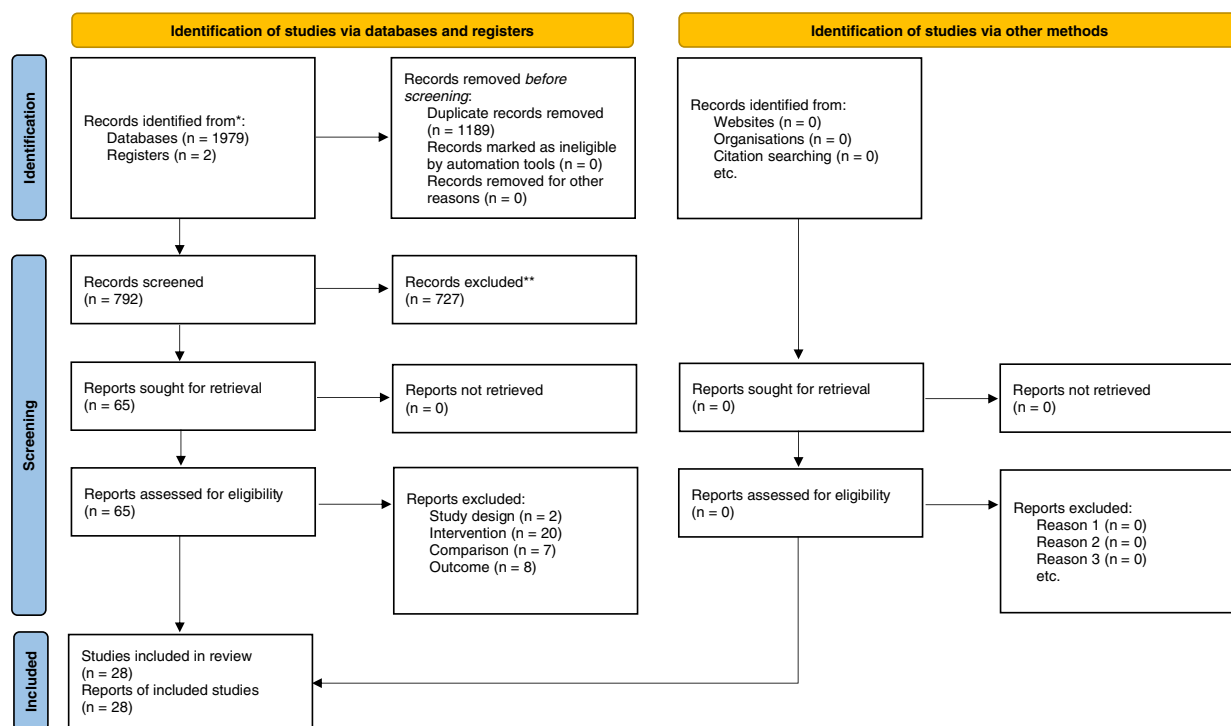 Identification of studies via databases and registers
Identification of studies via other methods
Identification
Records identified from*:
Databases (n = 1979)
Registers (n = 2)
Records removed before
screening:
Duplicate records removed
(n = 1189)
Records marked as ineligible
by automation tools (n = 0)
Records removed for other
reasons (n = 0)
Records identified from:
Websites (n = 0)
Organisations (n = 0)
Citation searching (n = 0)
etc.
Screening
Records screened
(n = 792)
Records excluded**
(n = 727)
Reports sought for retrieval
(n = 65)
Reports not retrieved
(n = 0)
Reports sought for retrieval
(n = 0)
Reports not retrieved
(n = 0)
Reports assessed for eligibility
(n = 65)
Reports excluded:
Study design (n = 2)
Intervention (n = 20)
Comparison (n = 7)
Outcome (n = 8)
Reports assessed for eligibility
(n = 0)
Reports excluded:
Reason 1 (n = 0)
Reason 2 (n = 0)
Reason 3 (n = 0)
etc.
Included
Studies included in review
(n = 28)
Reports of included studies
(n = 28)